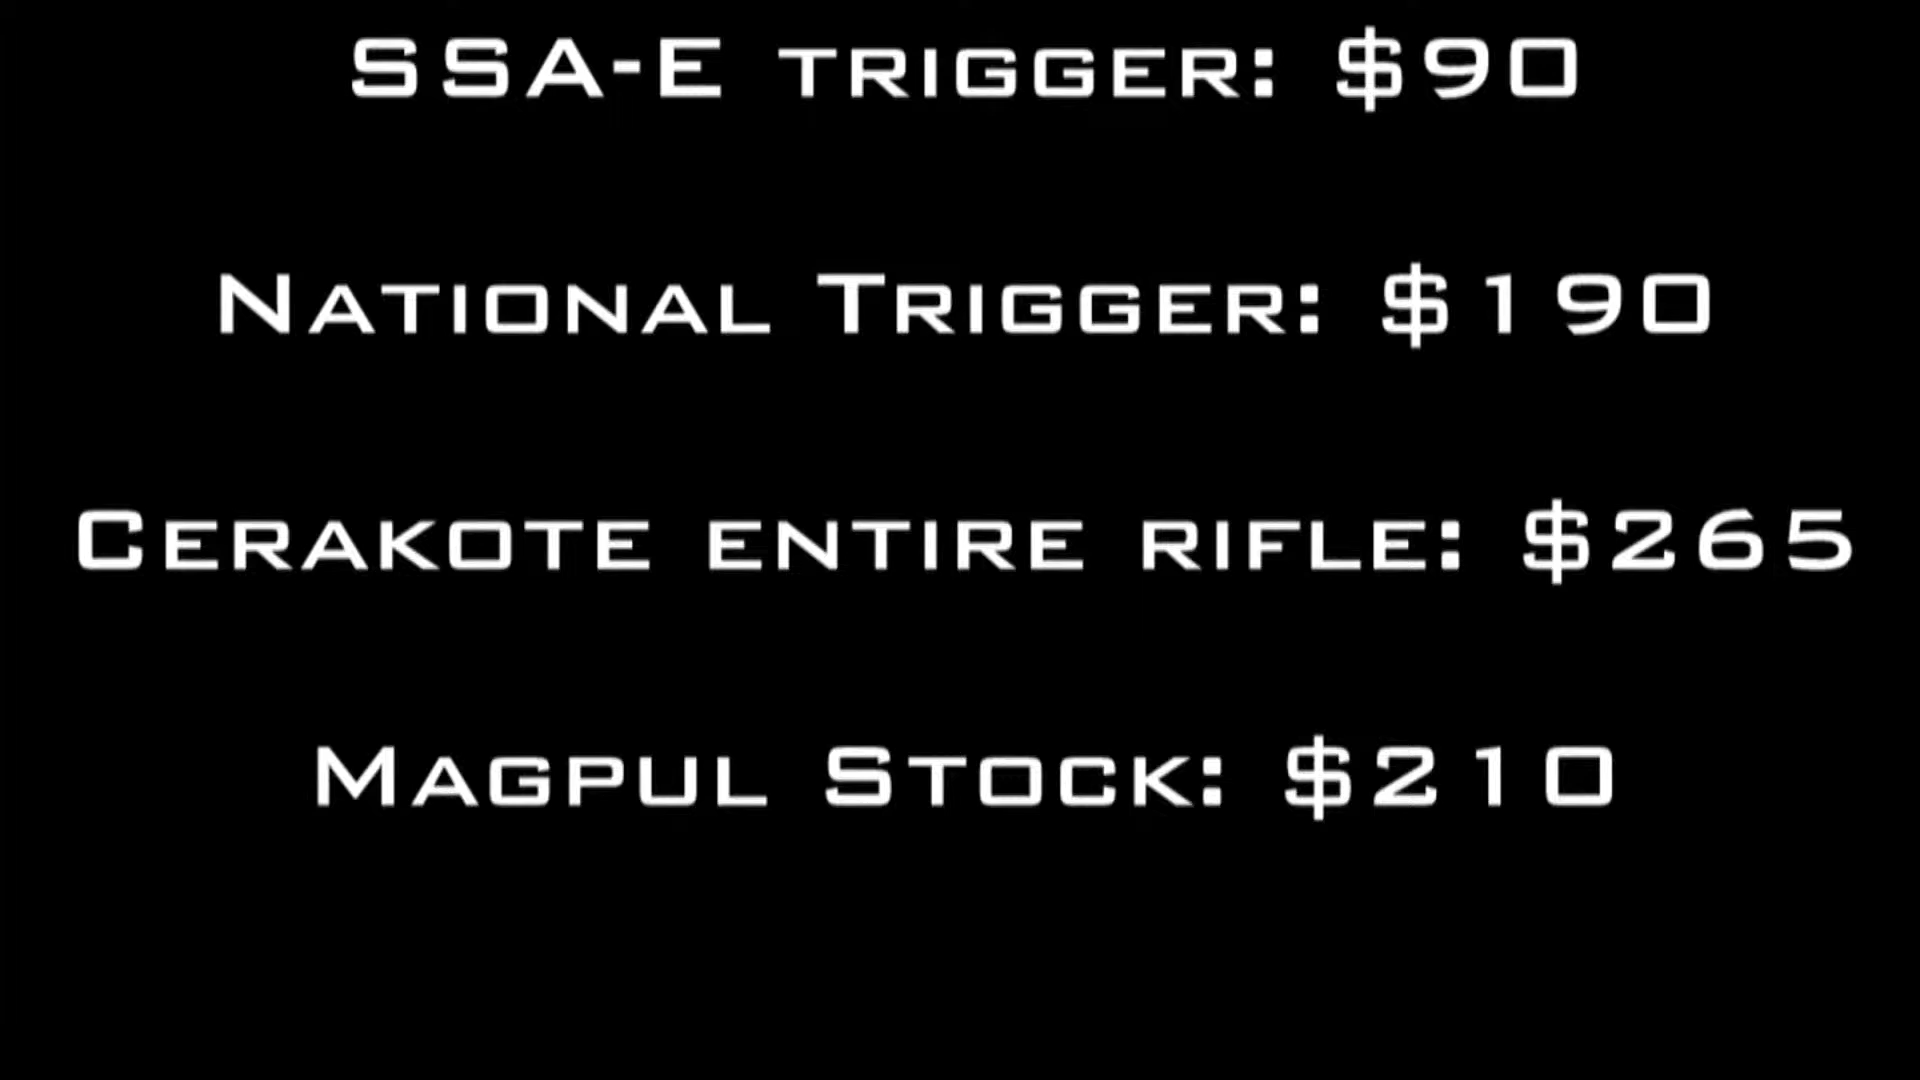 SSA-E trigger: $90
National Trigger: $190
Cerakote entire rifle: $265
Magpul Stock: $210